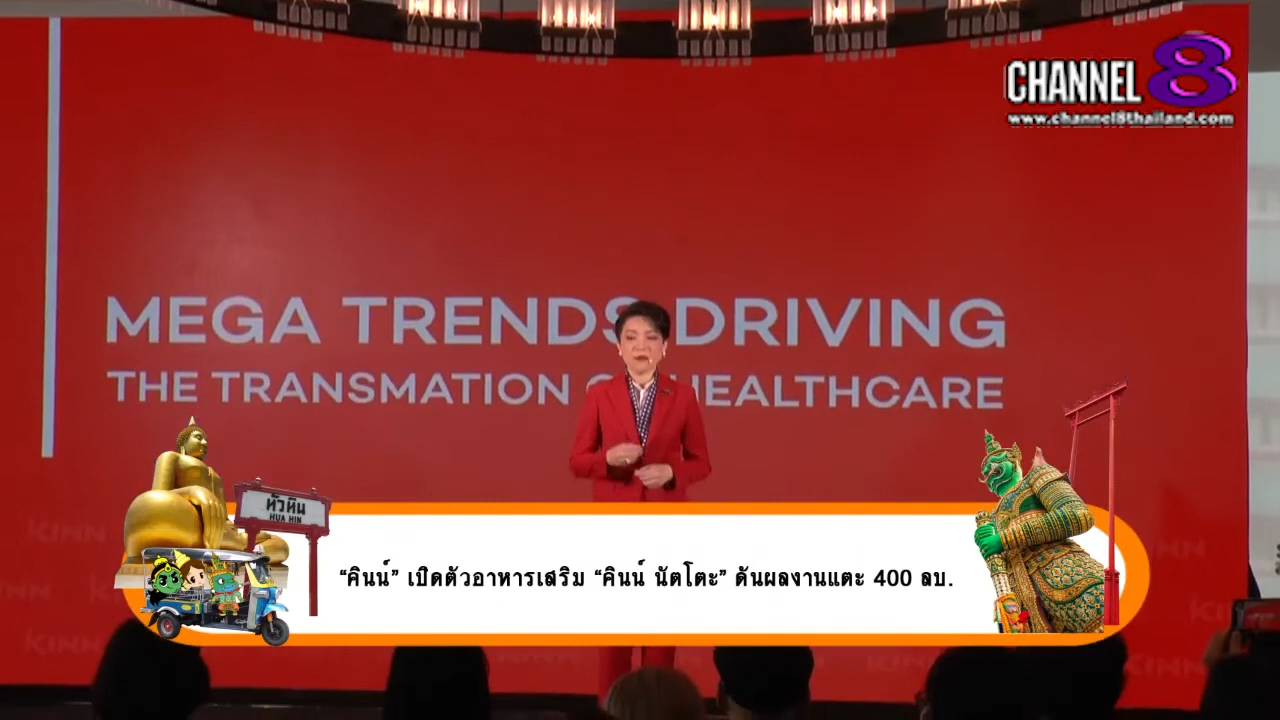 CHANNEL 8
www.channel8thailand.com
MEGA TRENDS DRIVING
THE TRANSMATION HEALTHCARE
หัวหิน
HUA HIN
“คินน์” เปิดตัวอาหารเสริม “คินน์ นัตโตะ” ดันผลงานแตะ 400 ลบ.
KINN
KINN